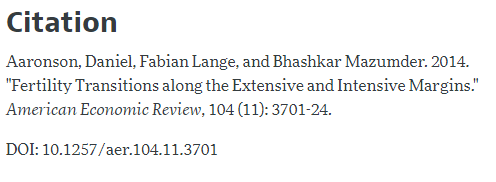 Citation
Aaronson, Daniel, Fabian Lange, and Bhashkar Mazumder. 2014.
"Fertility Transitions along the Extensive and Intensive Margins."
American Economic Review, 104 (11): 3701-24.
DOI: 10.1257/aer.104.11.3701